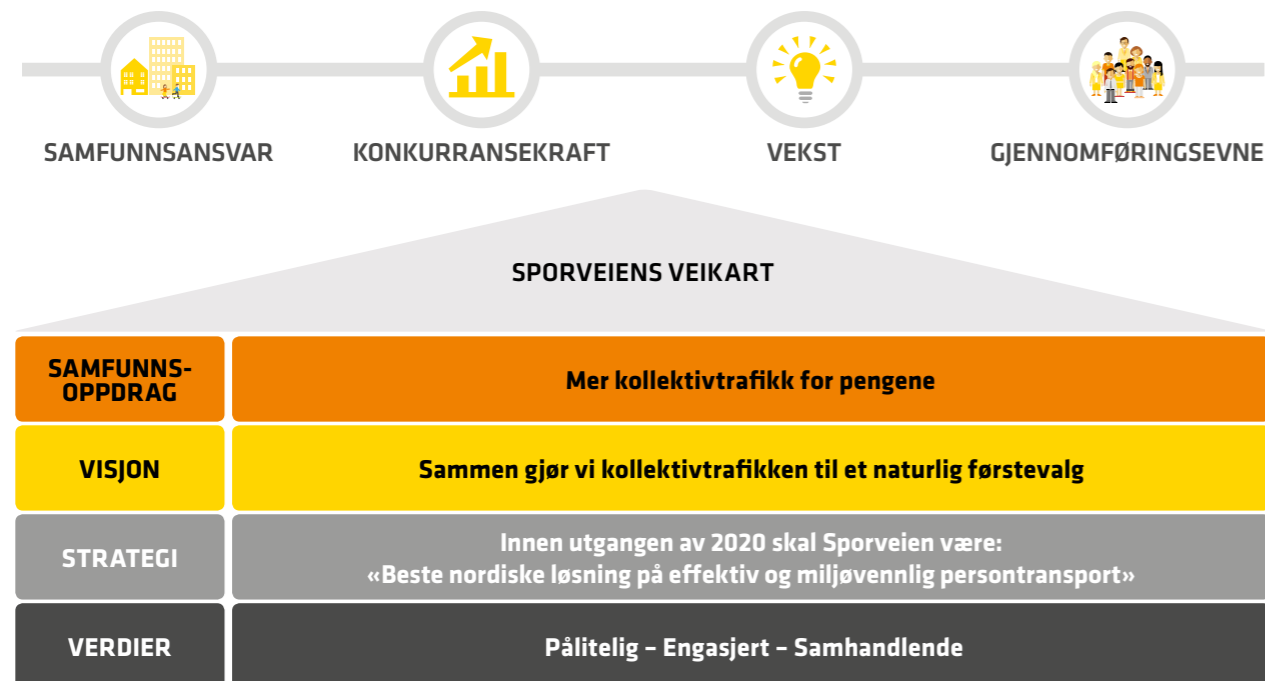 SAMFUNNSANSVAR
KONKURRANSEKRAFT
VEKST
GJENNOMFØRINGSEVNE
SPORVEIENS VEIKART
SAMFUNNS-
OPPDRAG
Mer kollektivtrafikk for pengene
VISJON
Sammen gjør vi kollektivtrafikken til et naturlig førstevalg
STRATEGI
Innen utgangen av 2020 skal Sporveien være:
«Beste nordiske løsning på effektiv og miljøvennlig persontransport»
VERDIER
Pålitelig – Engasjert – Samhandlende